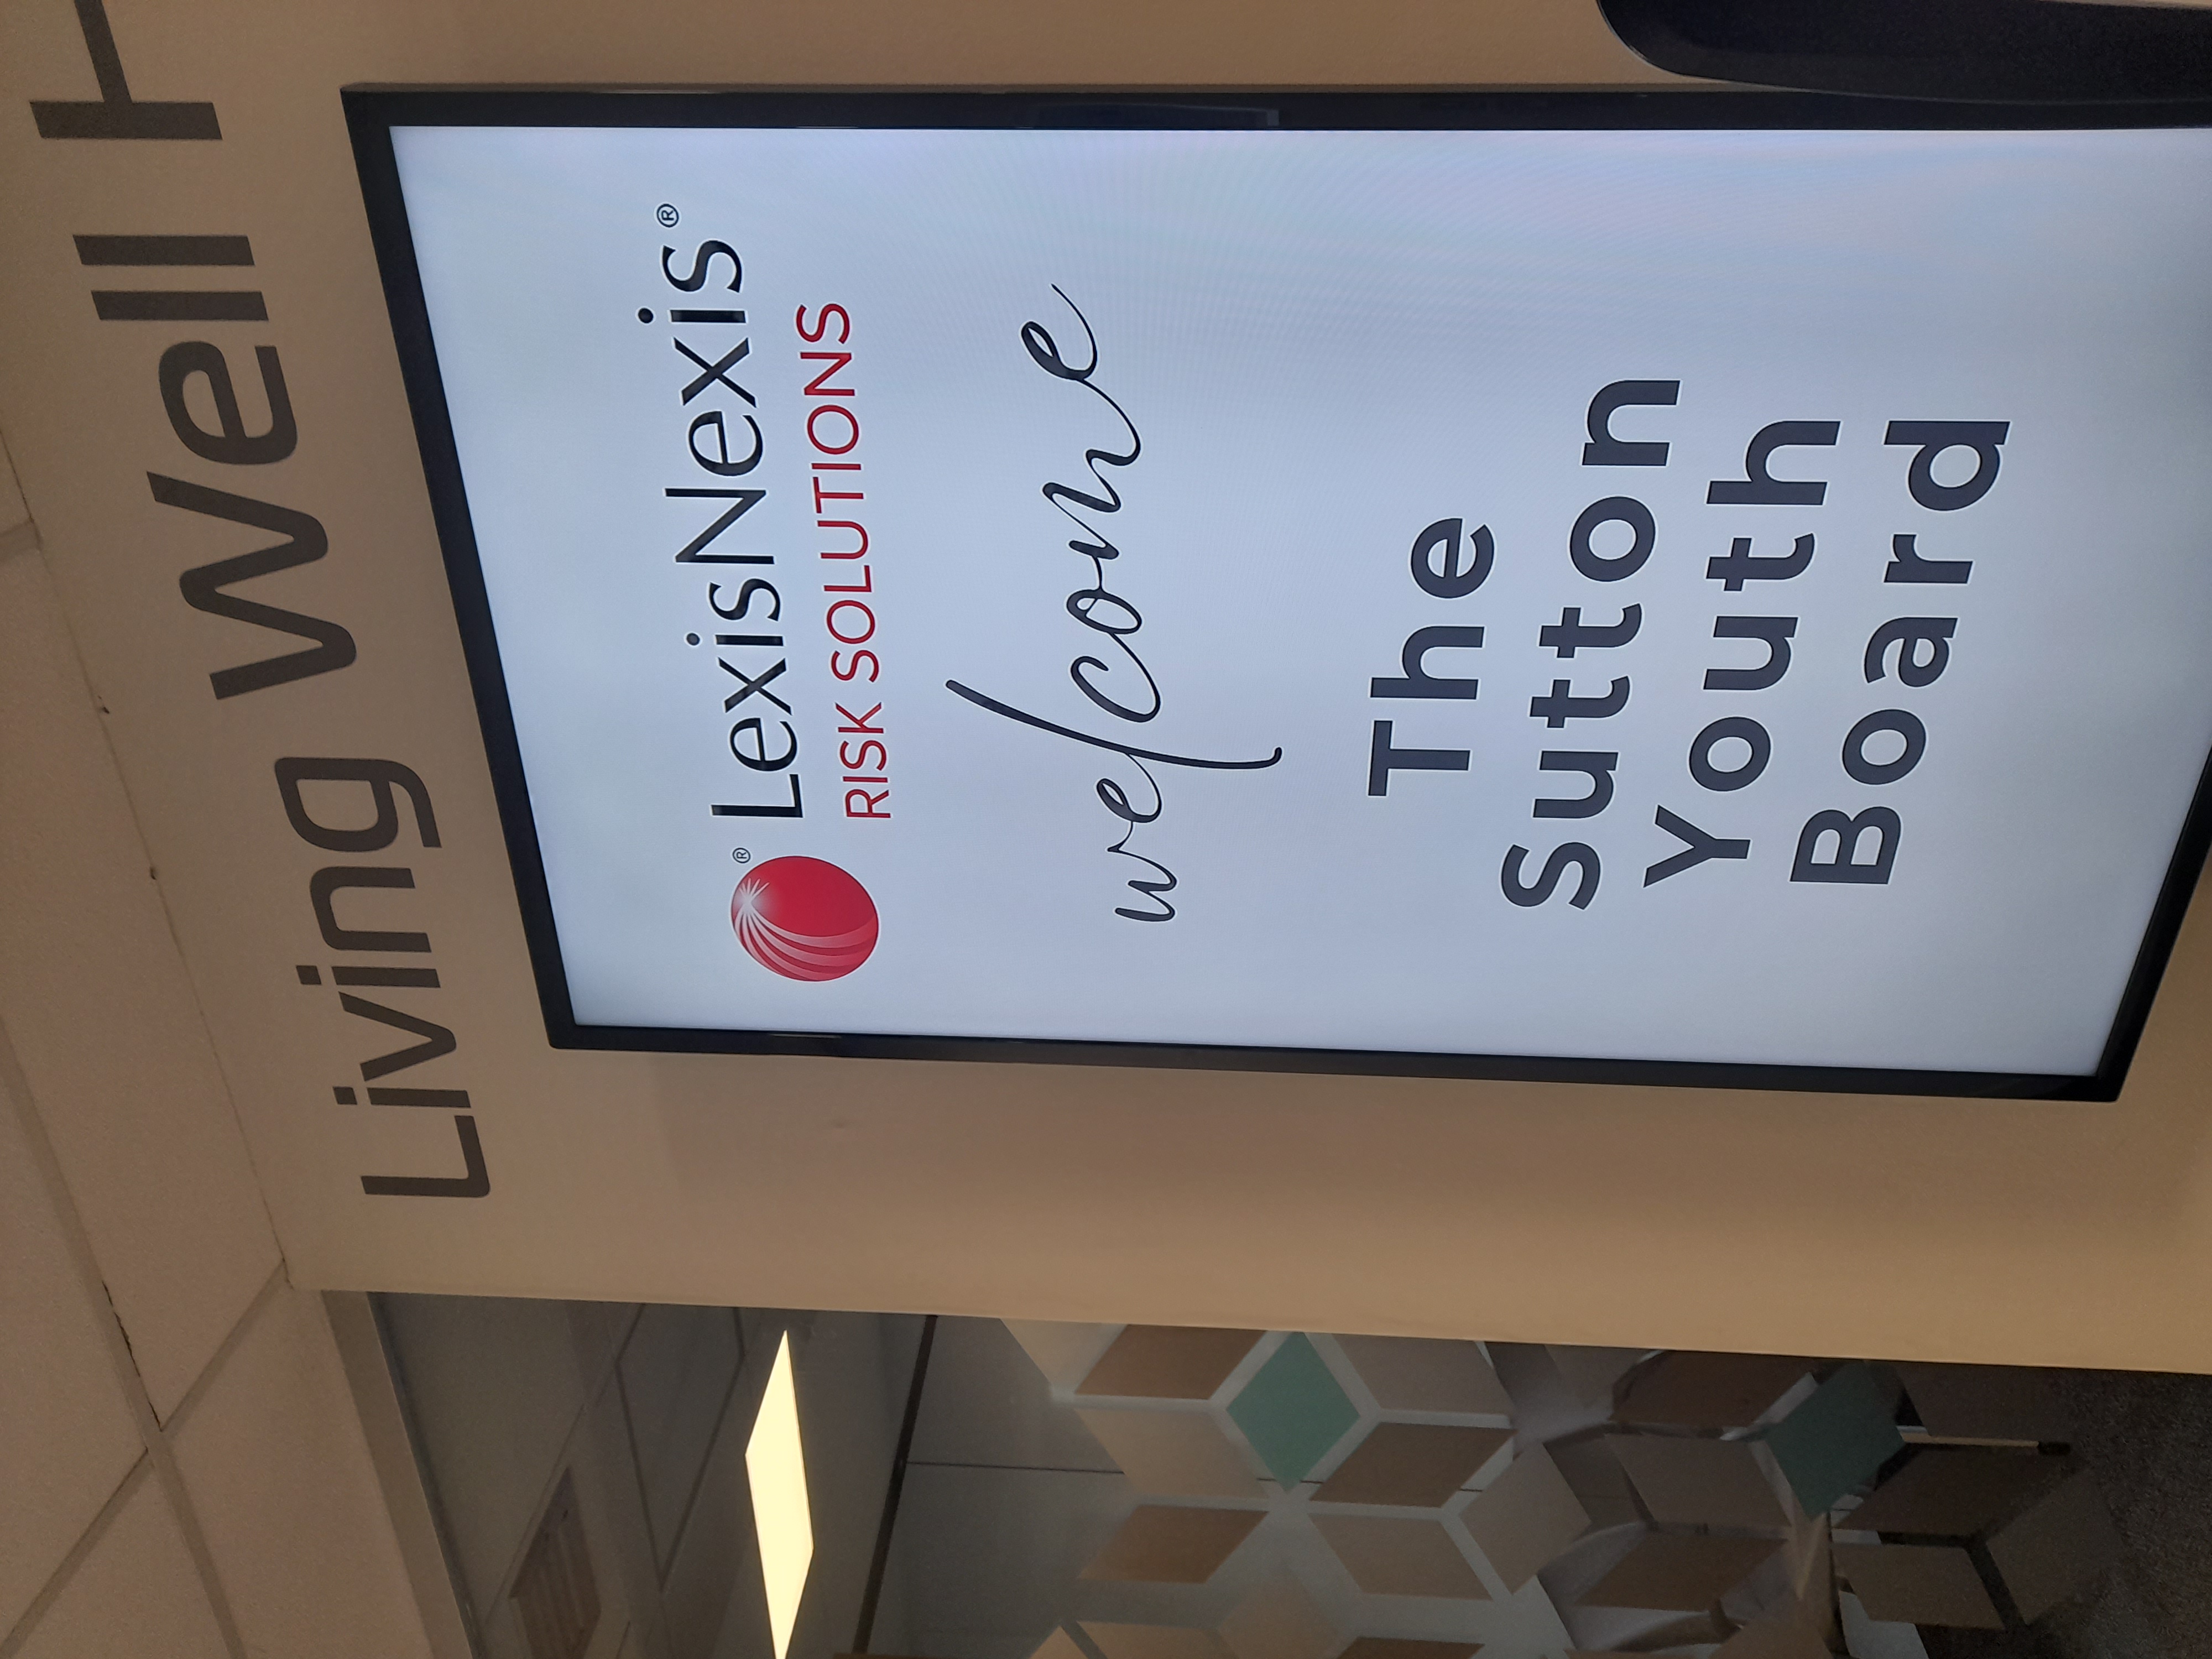 Living Well H
LexisNexis®
RISK SOLUTIONS
welcome
The
Sutton
Youth
Board